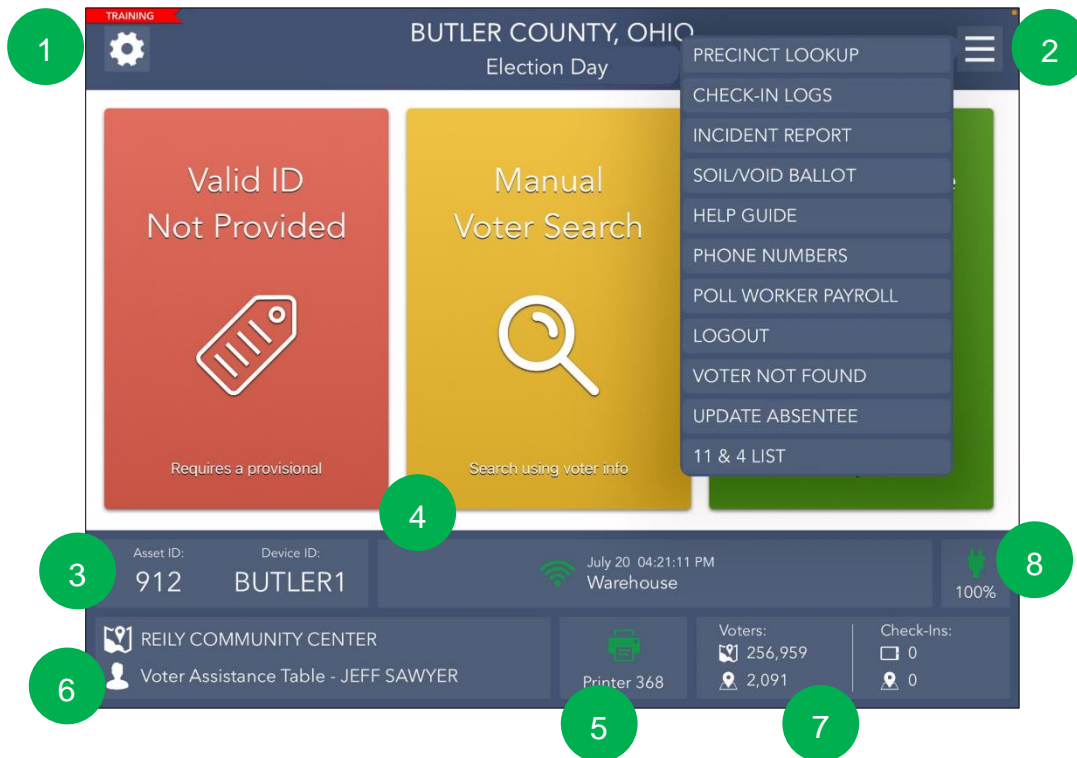 TRAINING
1
BUTLER COUNTY, OHIO
Election Day
2
PRECINCT LOOKUP
CHECK-IN LOGS
INCIDENT REPORT
SOIL/VOID BALLOT
HELP GUIDE
PHONE NUMBERS
POLL WORKER PAYROLL
LOGOUT
VOTER NOT FOUND
UPDATE ABSENTEE
11 & 4 LIST
Valid ID
Not Provided
Requires a provisional
Manual
Voter Search
Search using voter info
4
3
Asset ID:
912
Device ID:
BUTLER1
July 20 04:21:11 PM
Warehouse
100%
8
6
REILY COMMUNITY CENTER
Voter Assistance Table - JEFF SAWYER
Printer 368
5
Voters:
256,959
2,091
Check-Ins:
0
0
7